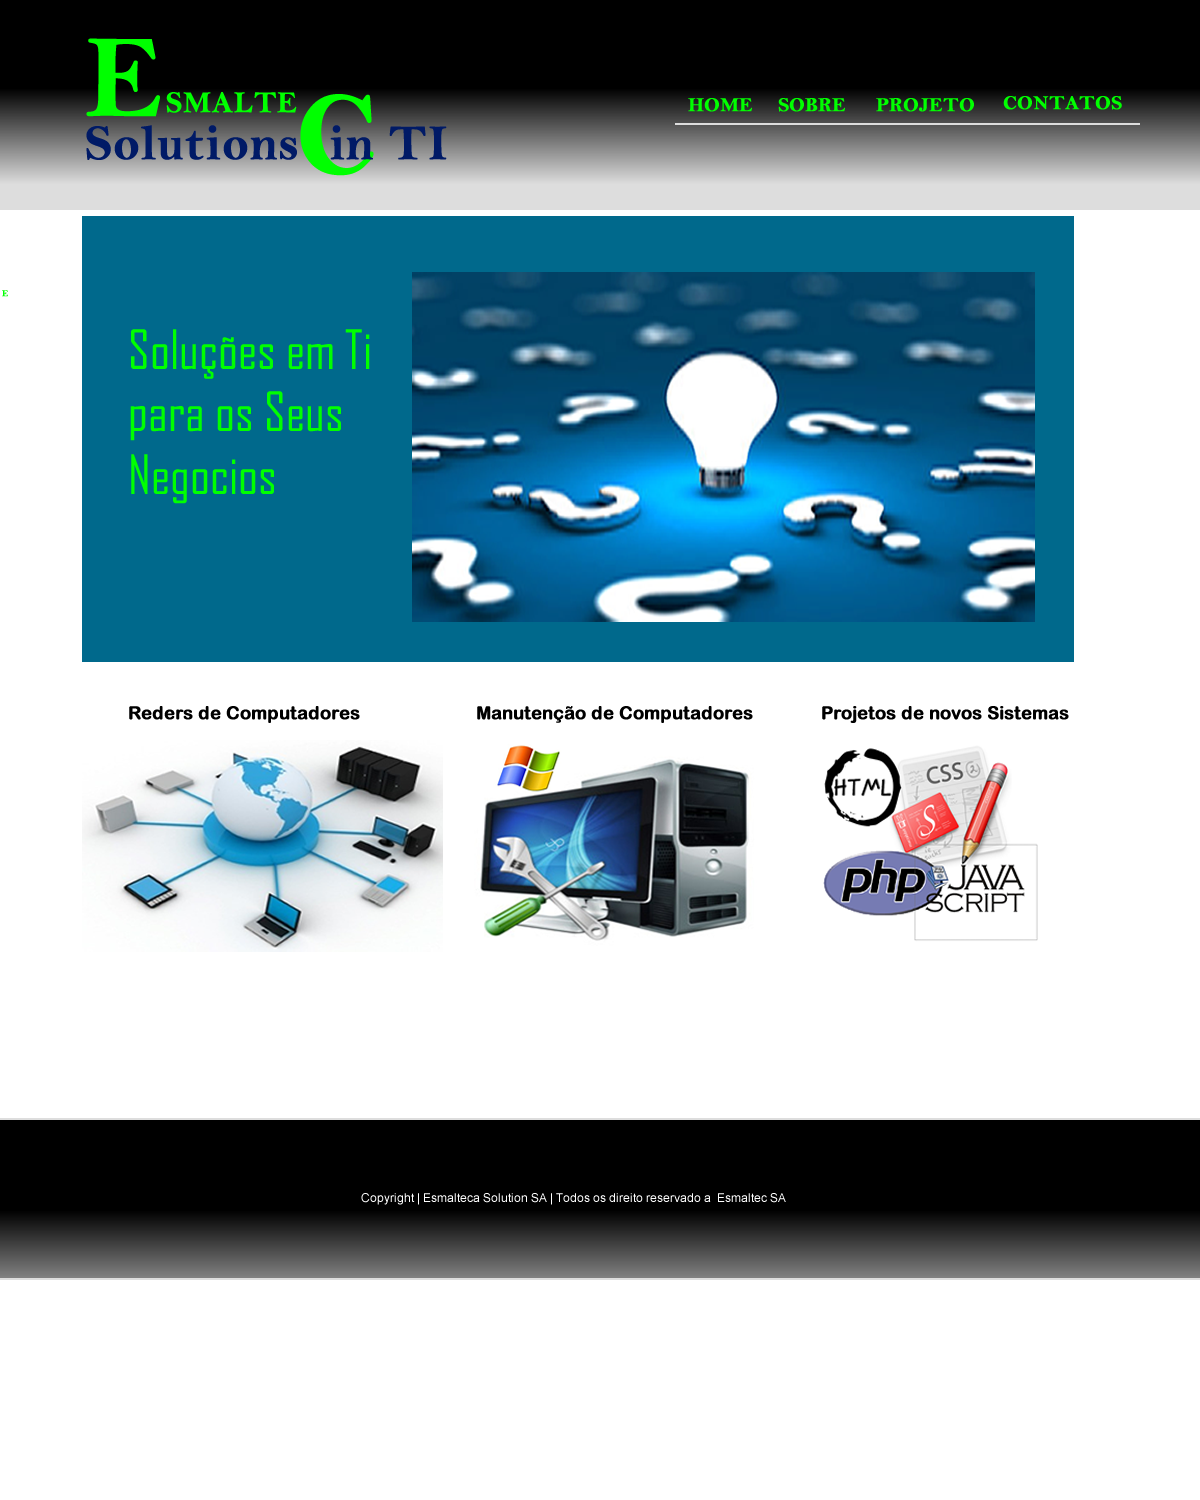 ESMALTEC
Solutions in TI
HOME SOBRE PROJETO CONTATOS
E
Soluções em Ti
para os Seus
Negocios
Reders de Computadores
Manutenção de Computadores
Projetos de novos Sistemas
HTML
CSS
php
JAVA
SCRIPT
Copyright | Esmalteca Solution SA | Todos os direito reservado a  Esmaltec SA